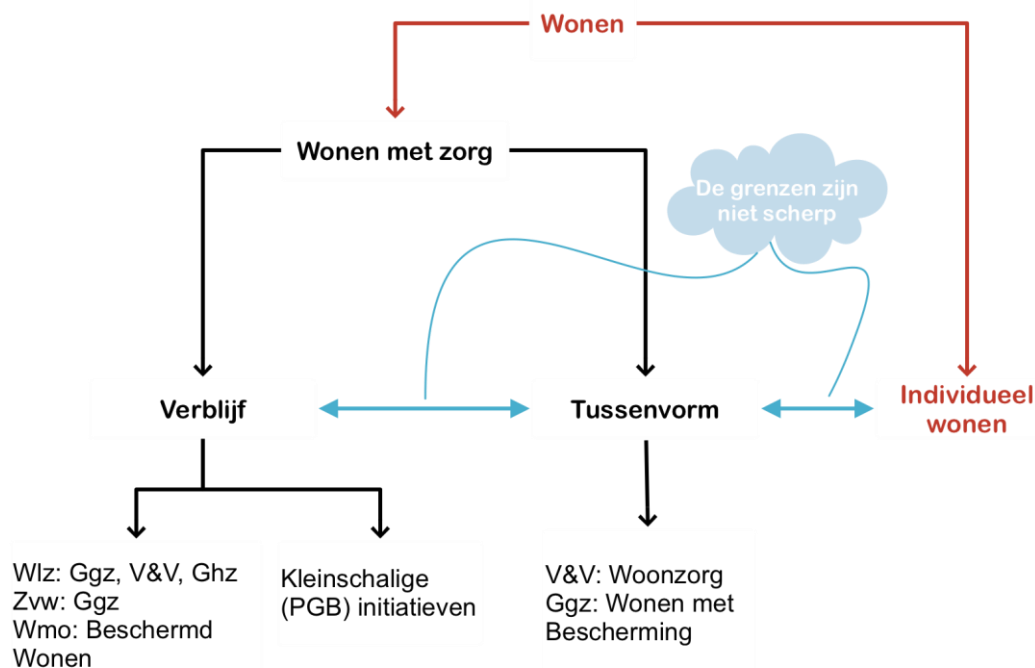 Wonen
Wonen met zorg
De grenzen zijn
niet scherp
Verblijf
Tussenvorm
Individueel
wonen
Wlz: Ggz, V&V, Ghz
Zvw: Ggz
Wmo: Beschermd
Wonen
Kleinschalige
(PGB) initiatieven
V&V: Woonzorg
Ggz: Wonen met
Bescherming